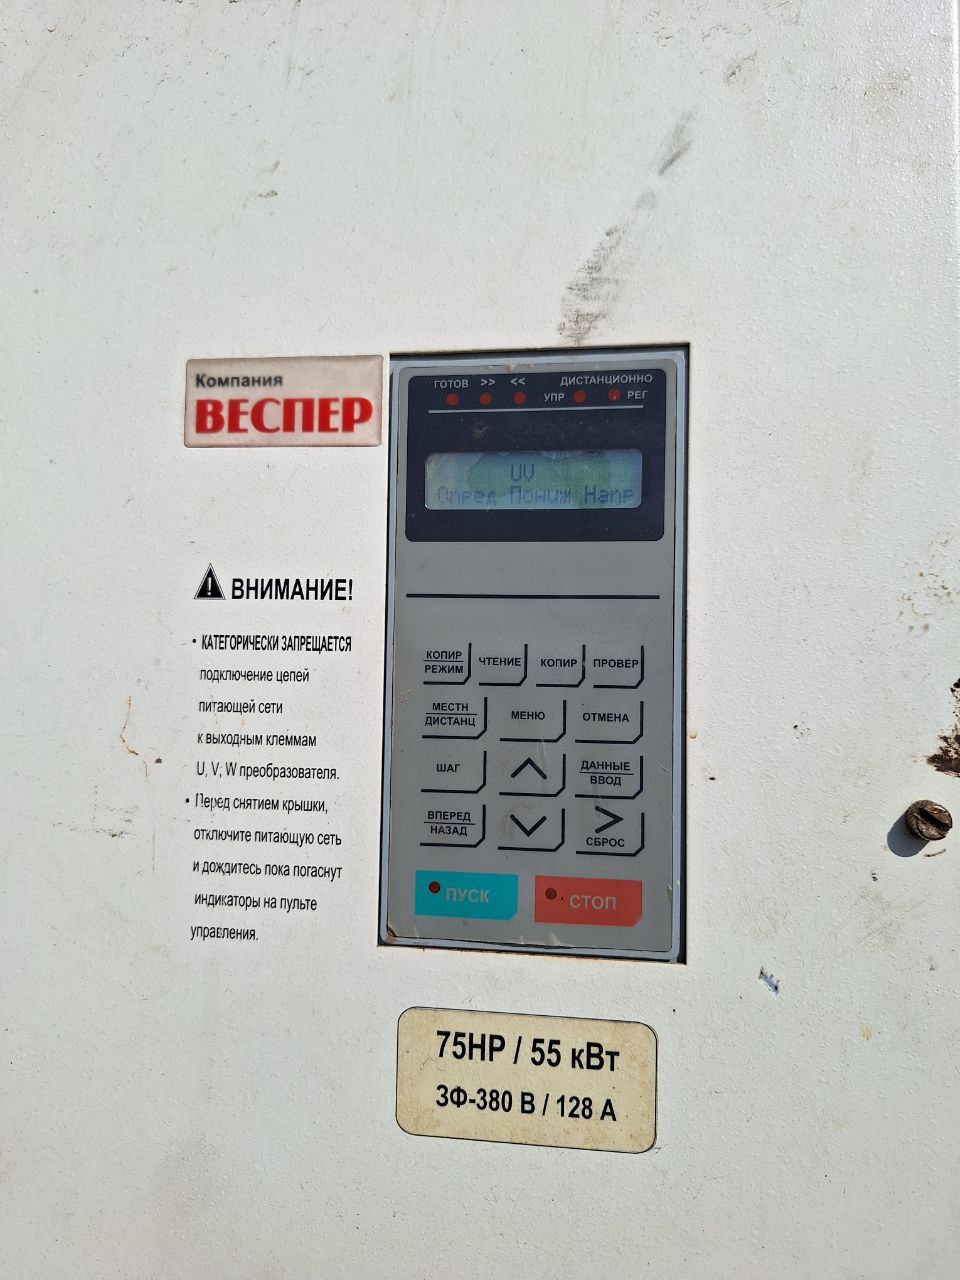 Компания
ВЕСПЕР
ГОТОВ >> << ДИСТАНЦИОННО
УПР РЕГ
UV
Опред Пониж Напр
ВНИМАНИЕ!
• КАТЕГОРИЧЕСКИ ЗАПРЕЩАЕТСЯ
подключение цепей
питающей сети
к выходным клеммам
U, V, W преобразователя.
• Перед снятием крышки,
отключите питающую сеть
и дождитесь пока погаснут
индикаторы на пульте
управления.
КОПИР
РЕЖИМ
ЧТЕНИЕ
КОПИР
ПРОВЕР
МЕСТН
ДИСТАНЦ
МЕНЮ
ОТМЕНА
ШАГ
ДАННЫЕ
ВВОД
ВПЕРЕД
НАЗАД
>
СБРОС
ПУСК
СТОП
75HP / 55 кВт
3Ф-380 В / 128 А